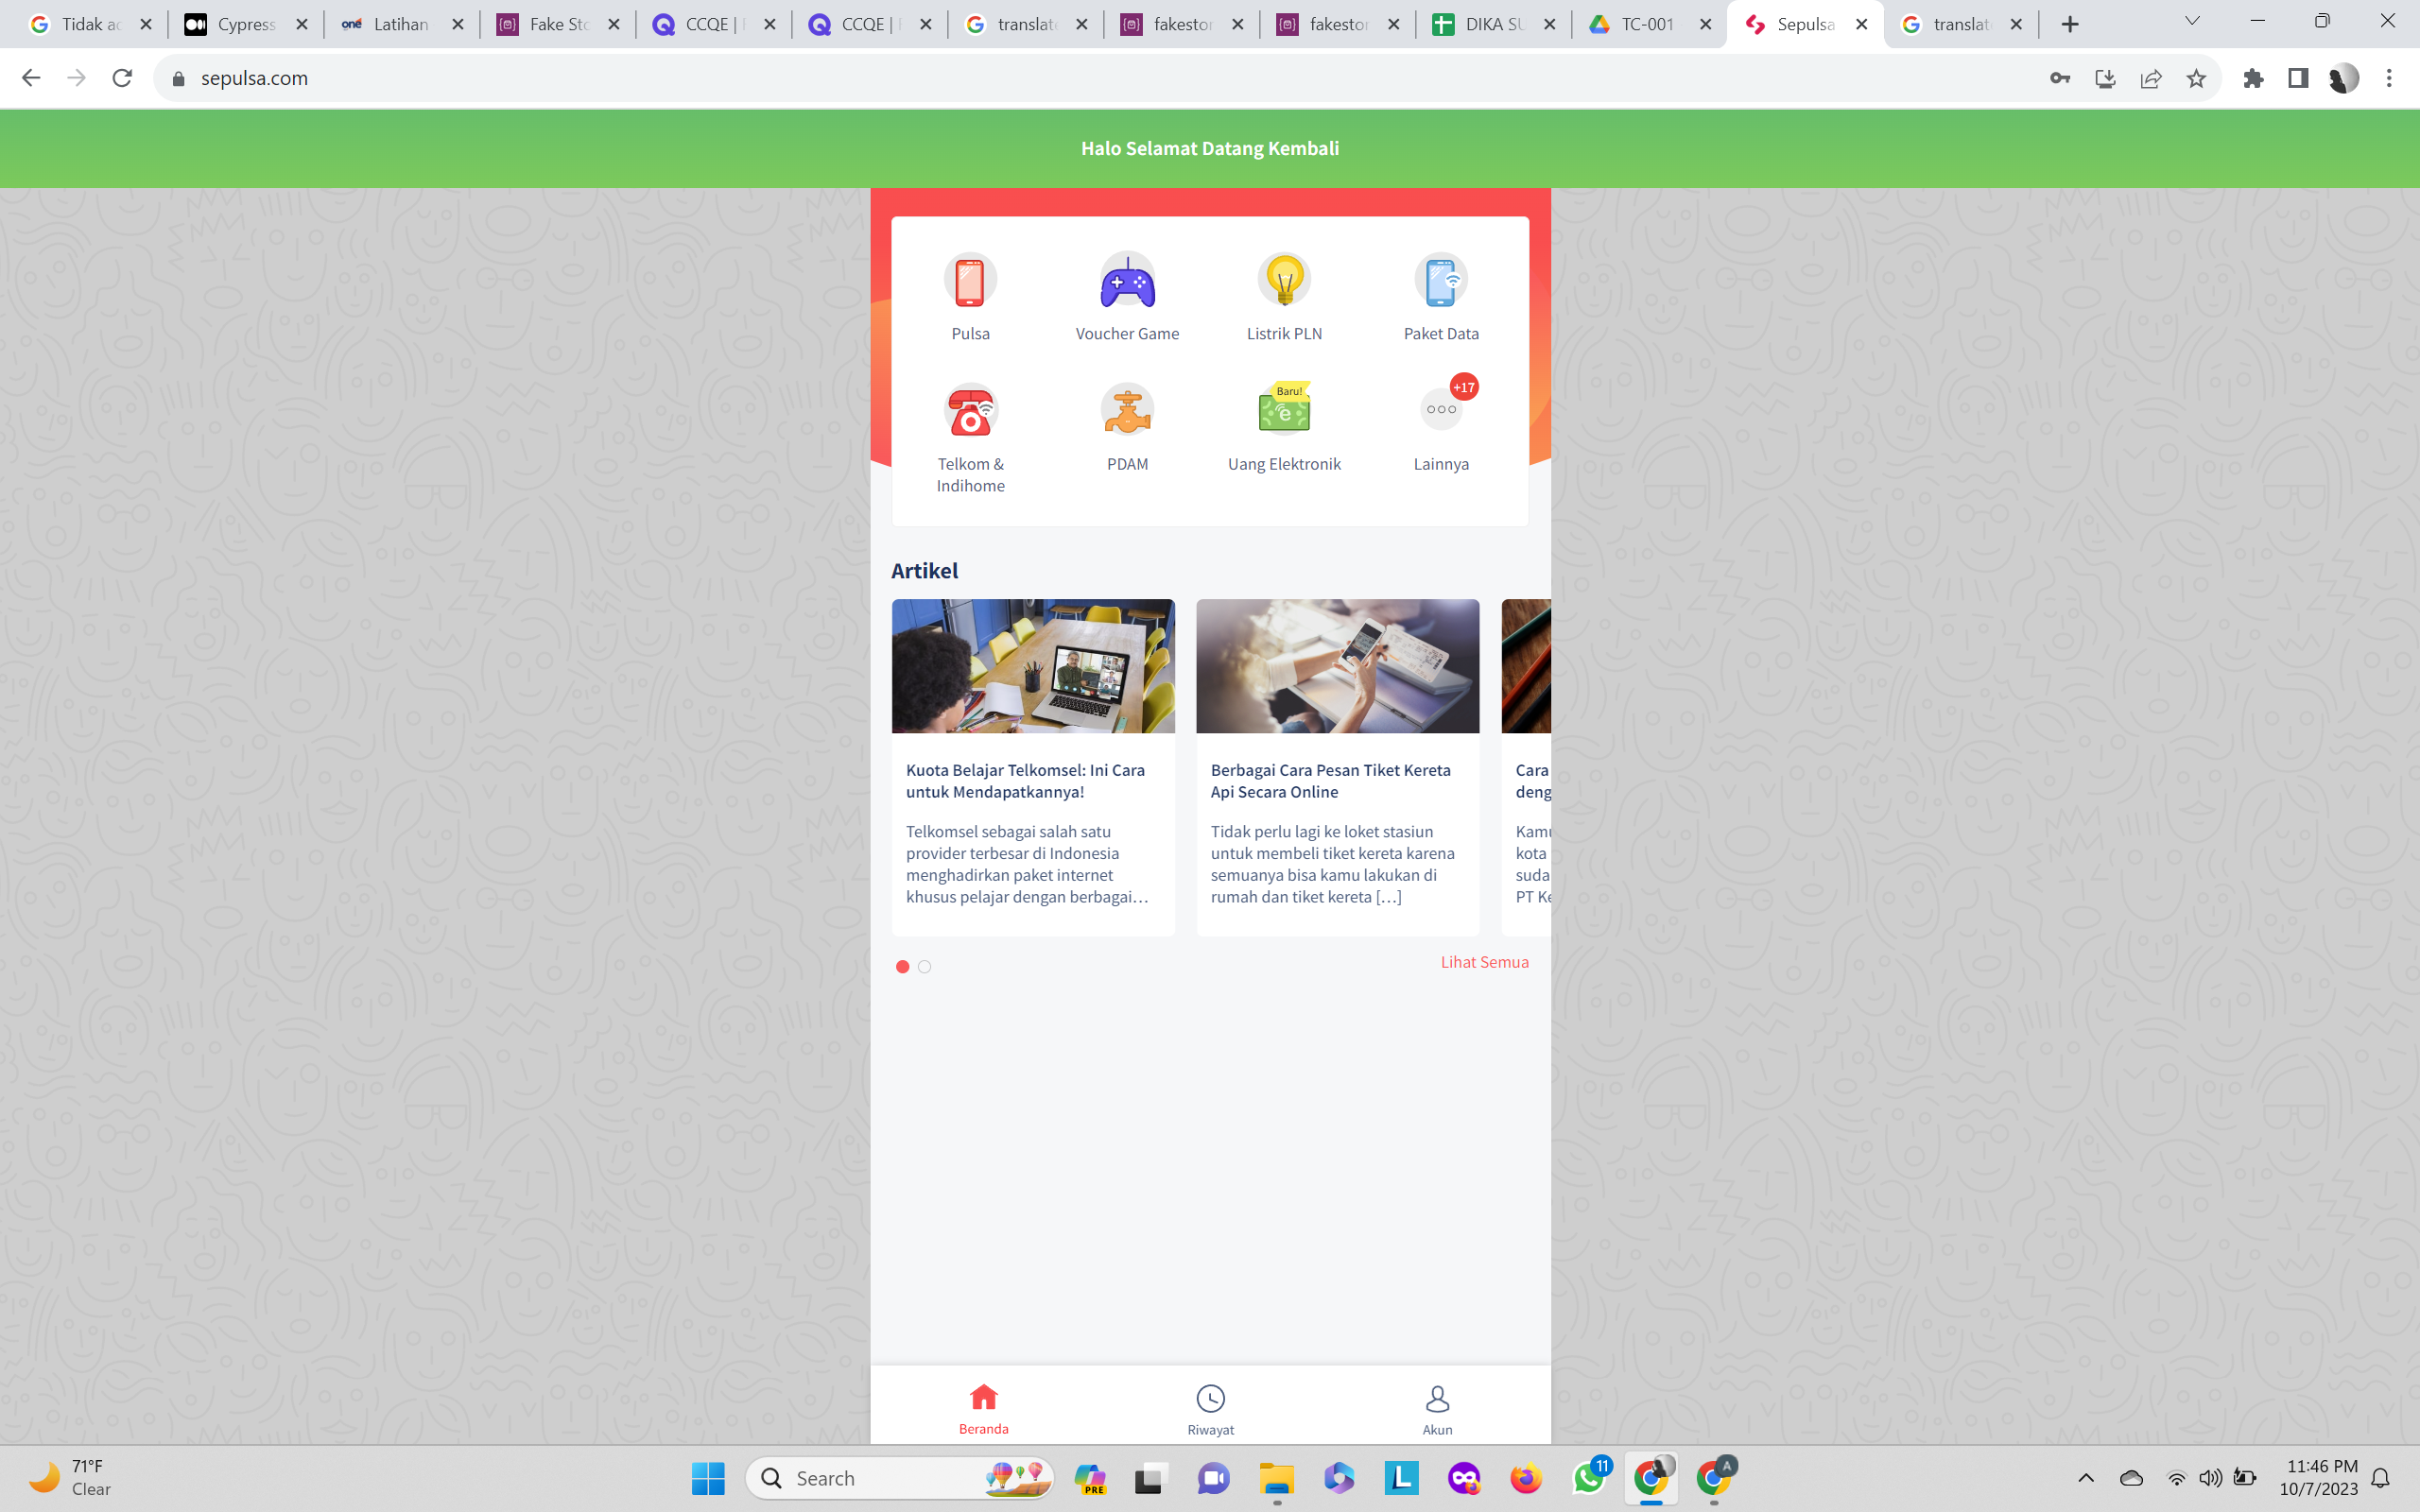 Tidak ac
Cypress
one Latihan
Fake Sto
CCQE | F
CCQE | F
translate
fakestor
fakestor
DIKA SU
TC-001
Sepulsa
translate
sepulsa.com
Halo Selamat Datang Kembali
Pulsa
Voucher Game
Listrik PLN
Paket Data
Baru!
+17
Telkom &
Indihome
PDAM
Uang Elektronik
Lainnya
Artikel
Kuota Belajar Telkomsel: Ini Cara
untuk Mendapatkannya!
Telkomsel sebagai salah satu
provider terbesar di Indonesia
menghadirkan paket internet
khusus pelajar dengan berbagai...
Berbagai Cara Pesan Tiket Kereta
Api Secara Online
Tidak perlu lagi ke loket stasiun
untuk membeli tiket kereta karena
semuanya bisa kamu lakukan di
rumah dan tiket kereta [...]
Cara
deng
Kamu
kota
suda
PT Ke
Lihat Semua
Beranda
Riwayat
Akun
71°F
Clear
Search
PRE
L
11
A
11:46 PM
10/7/2023